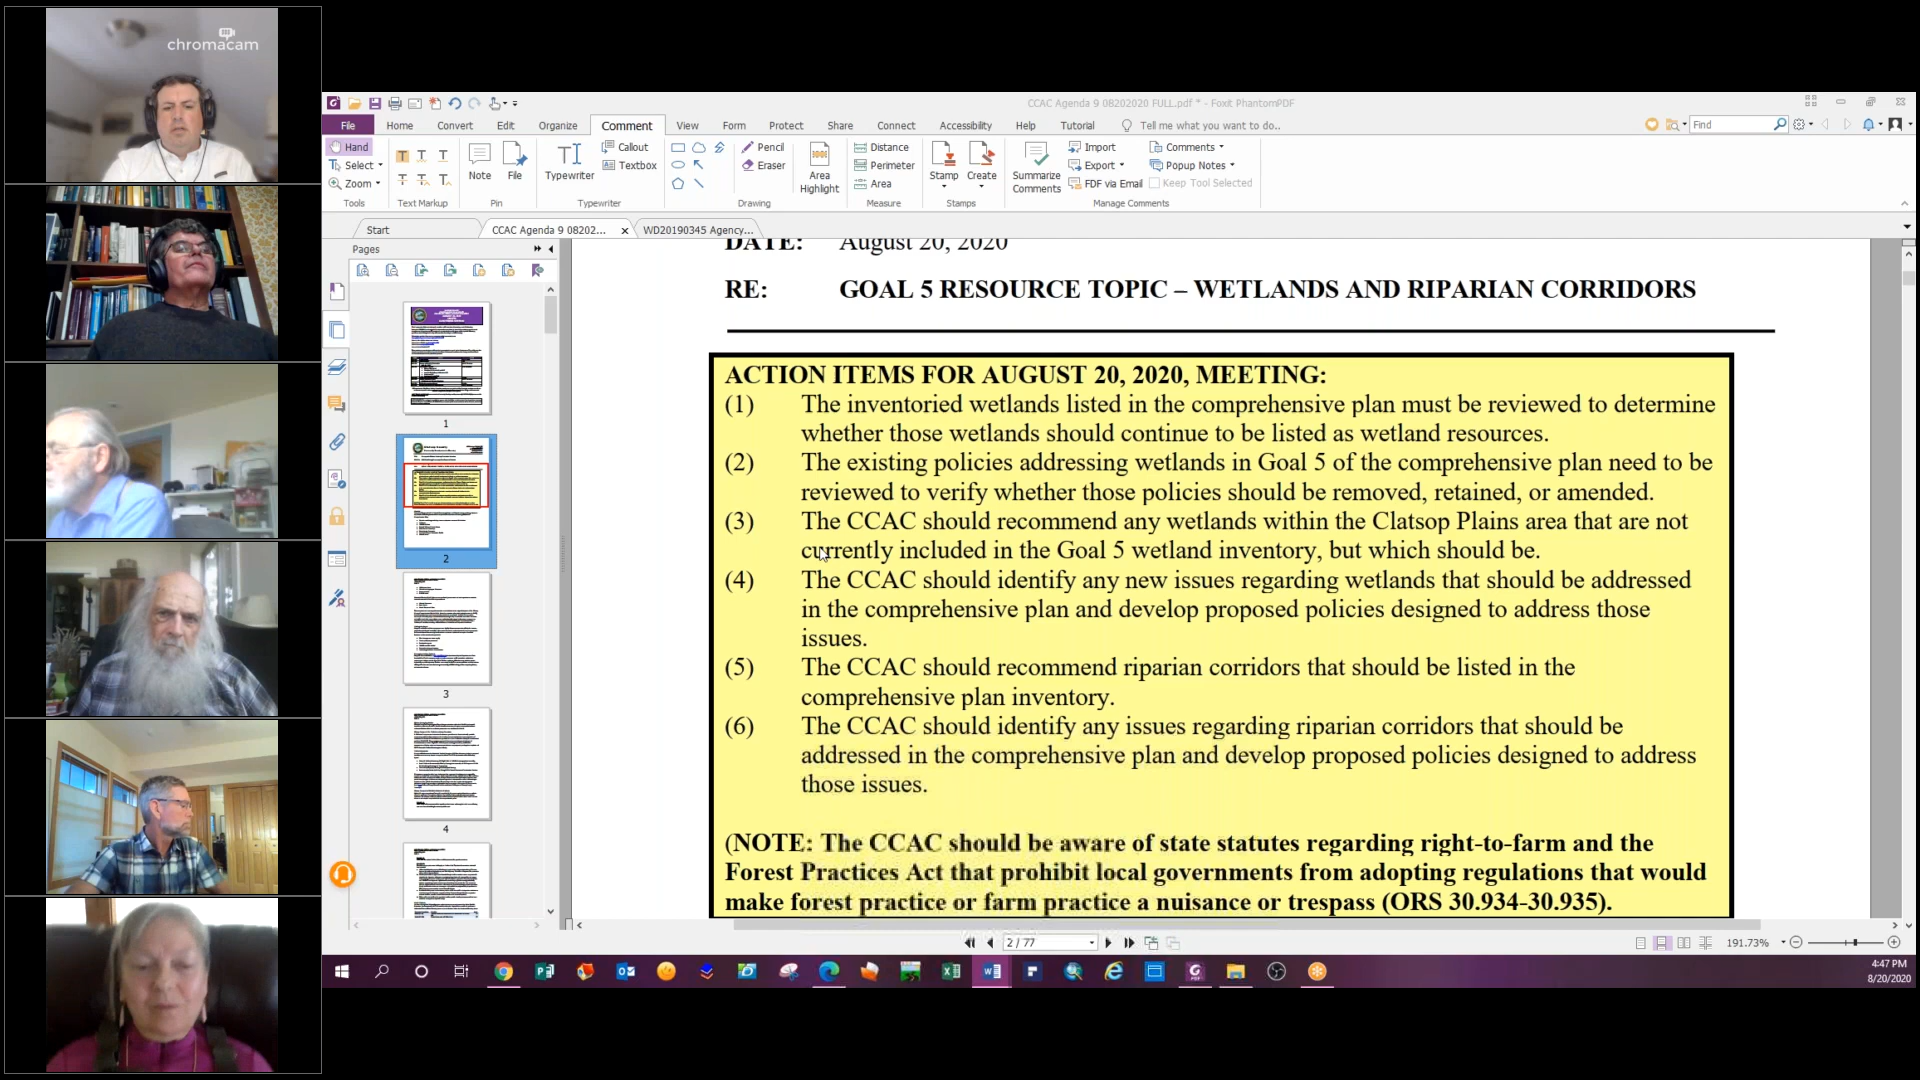 chromacam
CCAC Agenda 9 08202020 FULL.pdf * - Foxit PhantomPDF
File Home Convert Edit Organize Comment View Form Protect Share Connect Accessibility Help Tutorial Tell me what you want to do.. Find
Hand
Select
Zoom
Tools
Text Markup
Note
File
Pin
Typewriter
Callout
Textbox
Typewriter
Pencil
Eraser
Area
Highlight
Drawing
Distance
Perimeter
Area
Measure
Stamp
Create
Stamps
Summarize
Comments
Import
Export
FDF via Email
Comments
Popup Notes
Keep Tool Selected
Manage Comments
Start
CCAC Agenda 9 08202... x
WD20190345 Agency...
Pages
1
2
3
4
DATE: August 20, 2020
RE: GOAL 5 RESOURCE TOPIC – WETLANDS AND RIPARIAN CORRIDORS
ACTION ITEMS FOR AUGUST 20, 2020, MEETING:
(1) The inventoried wetlands listed in the comprehensive plan must be reviewed to determine
whether those wetlands should continue to be listed as wetland resources.
(2) The existing policies addressing wetlands in Goal 5 of the comprehensive plan need to be
reviewed to verify whether those policies should be removed, retained, or amended.
(3) The CCAC should recommend any wetlands within the Clatsop Plains area that are not
currently included in the Goal 5 wetland inventory, but which should be.
(4) The CCAC should identify any new issues regarding wetlands that should be addressed
in the comprehensive plan and develop proposed policies designed to address those
issues.
(5) The CCAC should recommend riparian corridors that should be listed in the
comprehensive plan inventory.
(6) The CCAC should identify any issues regarding riparian corridors that should be
addressed in the comprehensive plan and develop proposed policies designed to address
those issues.
(NOTE: The CCAC should be aware of state statutes regarding right-to-farm and the
Forest Practices Act that prohibit local governments from adopting regulations that would
make forest practice or farm practice a nuisance or trespass (ORS 30.934-30.935).
2 / 77
191.73%
4:47 PM
8/20/2020